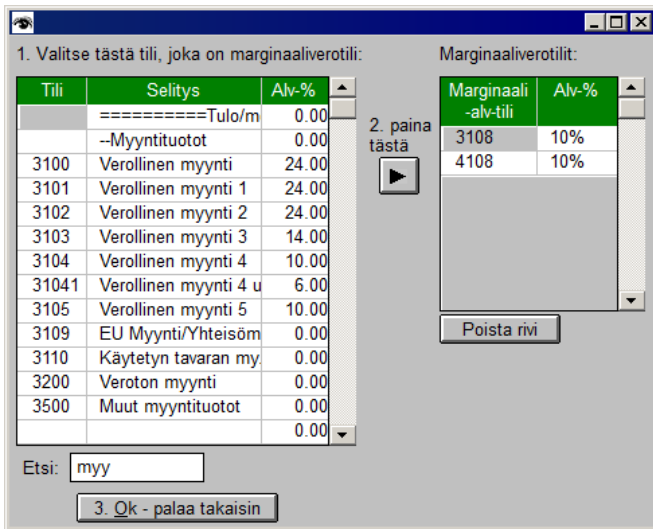 1. Valitse tästä tili, joka on marginaaliverotili:
Tili Selitys Alv-%
==========Tulo/m 0.00
--Myyntituotot 0.00
3100 Verollinen myynti 24.00
3101 Verollinen myynti 1 24.00
3102 Verollinen myynti 2 24.00
3103 Verollinen myynti 3 14.00
3104 Verollinen myynti 4 10.00
31041 Verollinen myynti 4 u 6.00
3105 Verollinen myynti 5 10.00
3109 EU Myynti/Yhteisöm 0.00
3110 Käytetyn tavaran my. 0.00
3200 Veroton myynti 0.00
3500 Muut myyntituotot 0.00
0.00
Etsi: myy
3. Ok - palaa takaisin
2. paina
tästä
Marginaaliverotilit:
Marginaali Alv-%
-alv-tili
3108 10%
4108 10%
Poista rivi